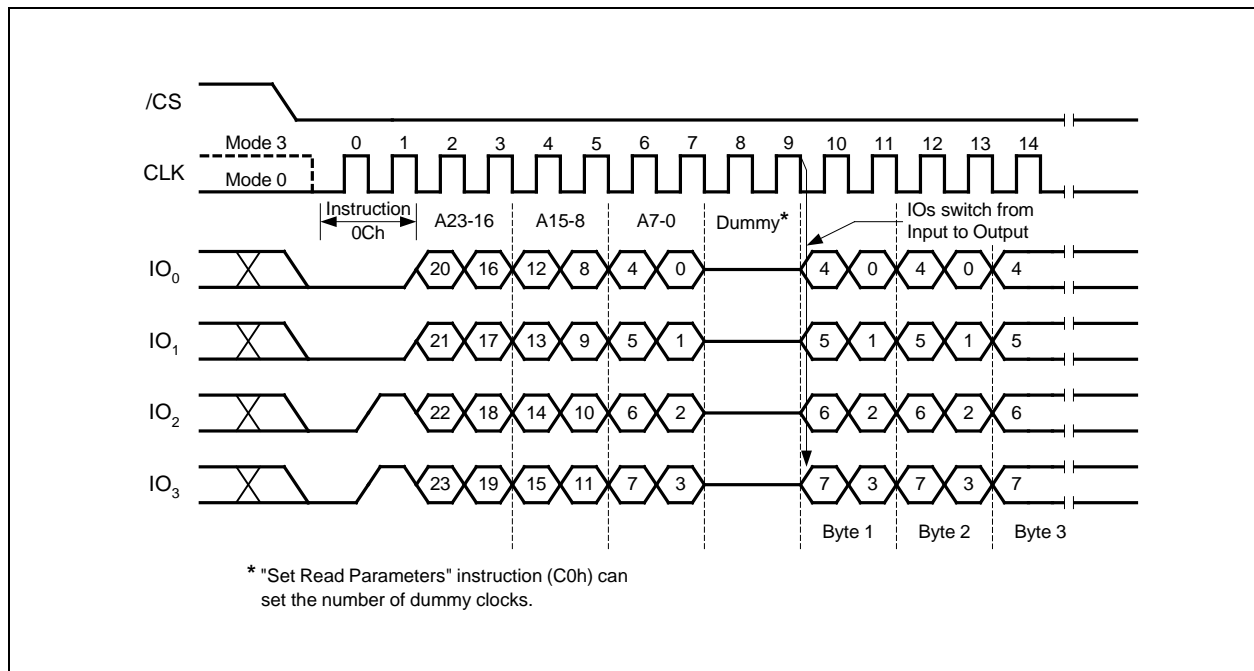 /CS
Mode 3 0 1 2 3 4 5 6 7 8 9 10 11 12 13 14
CLK
Mode 0
Instruction
0Ch
A23-16 A15-8 A7-0 Dummy*
IOs switch from
Input to Output
IO0 20 16 12 8 4 0 4 0 4 0 4
IO1 21 17 13 9 5 1 5 1 5 1 5
IO2 22 18 14 10 6 2 6 2 6 2 6
IO3 23 19 15 11 7 3 7 3 7 3 7
Byte 1 Byte 2 Byte 3
* "Set Read Parameters" instruction (C0h) can
set the number of dummy clocks.